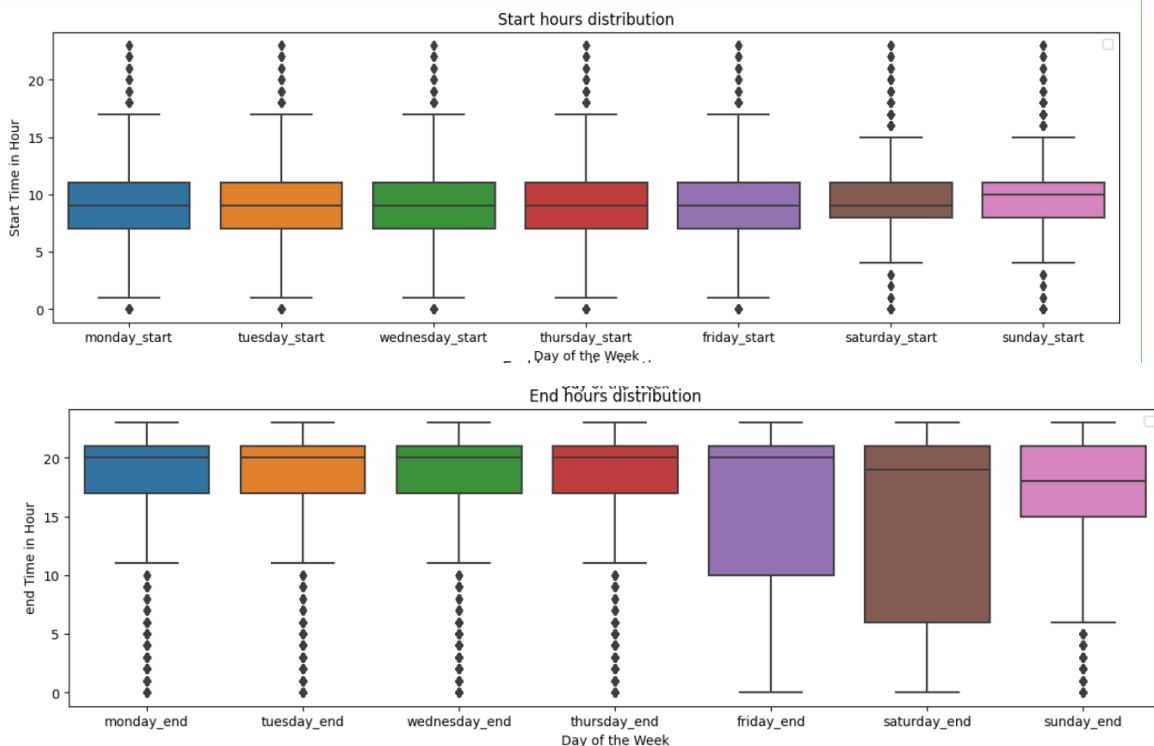 Start hours distribution
Start Time in Hour
20
15
10
5
0
monday_start tuesday_start wednesday_start thursday_start friday_start saturday_start sunday_start
Day of the Week
End hours distribution
end Time in Hour
20
15
10
5
0
monday_end tuesday_end wednesday_end thursday_end friday_end saturday_end sunday_end
Day of the Week